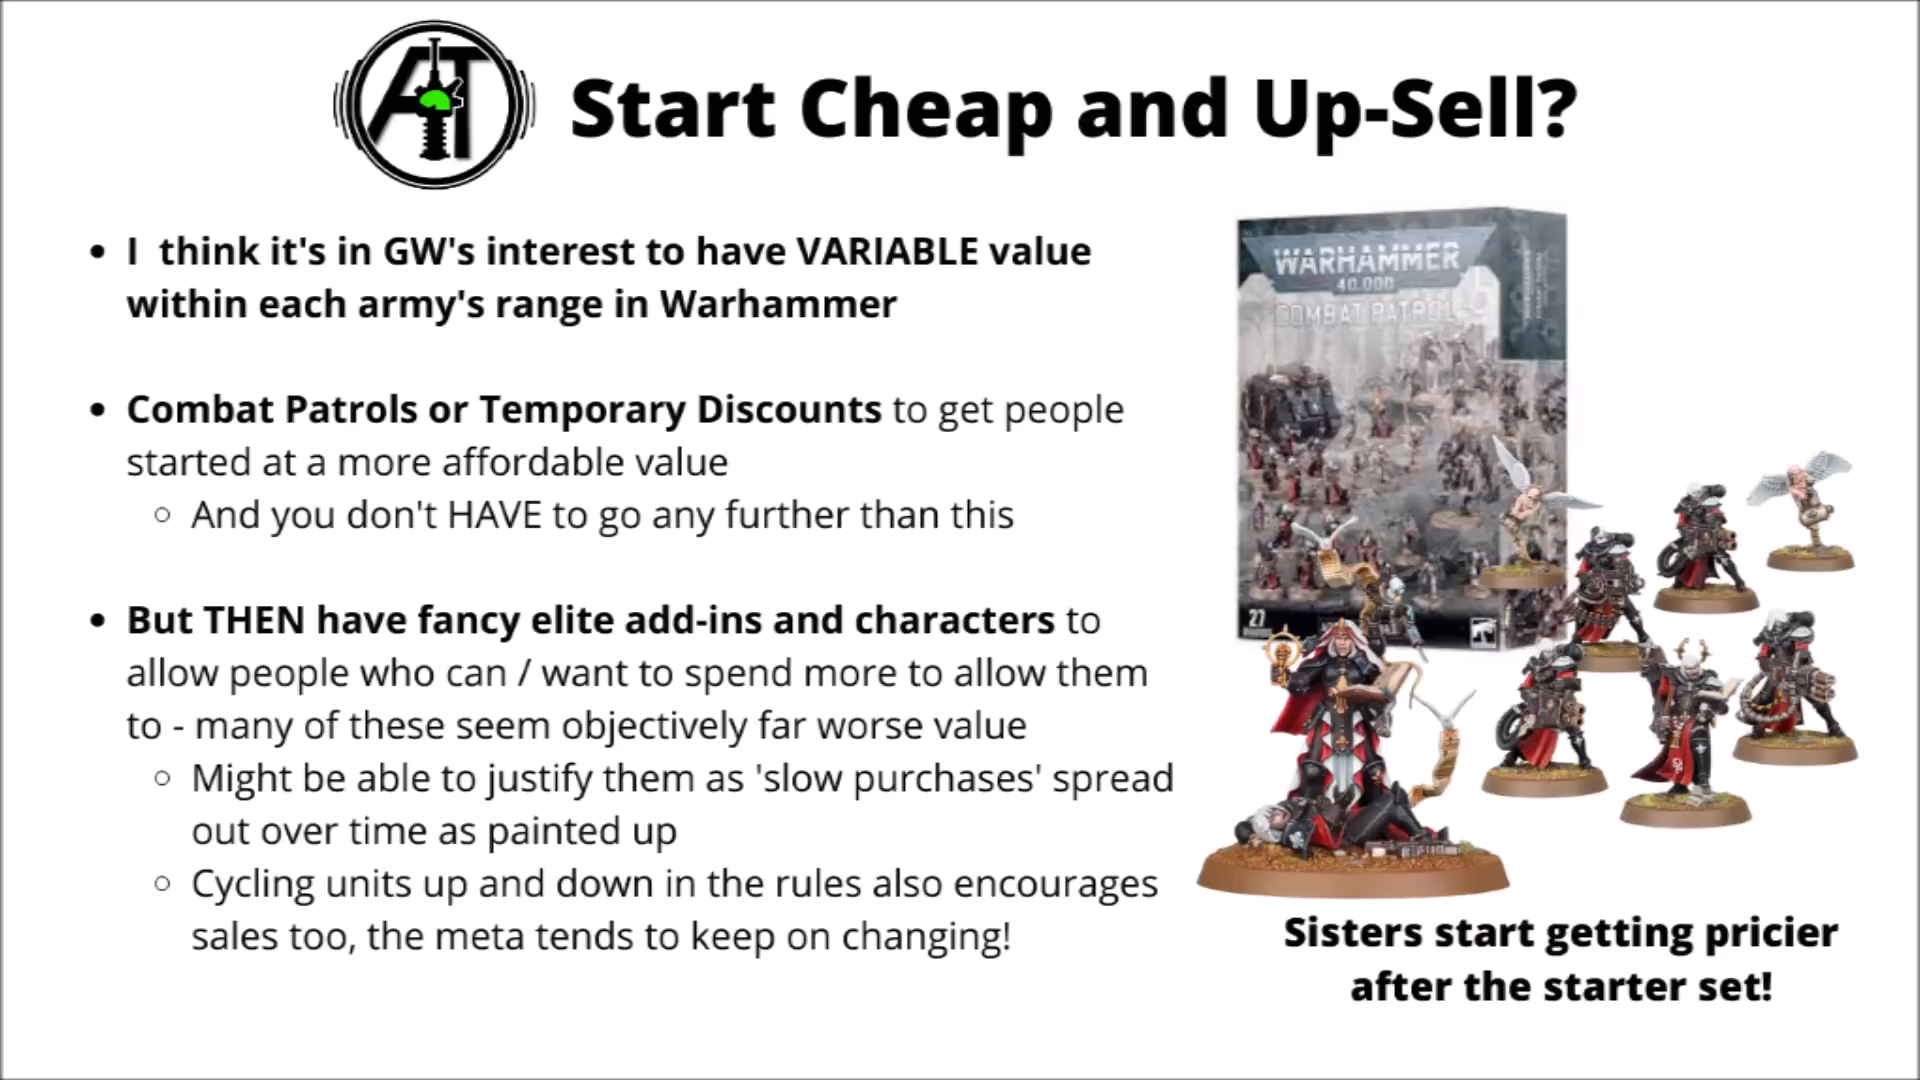 AT
Start Cheap and Up-Sell?
• I think it's in GW's interest to have VARIABLE value
within each army's range in Warhammer
• Combat Patrols or Temporary Discounts to get people
started at a more affordable value
○ And you don't HAVE to go any further than this
• But THEN have fancy elite add-ins and characters to
allow people who can / want to spend more to allow them
to - many of these seem objectively far worse value
○ Might be able to justify them as 'slow purchases' spread
out over time as painted up
○ Cycling units up and down in the rules also encourages
sales too, the meta tends to keep on changing!
WARHAMMER
40,000
COMBAT PATROL
27
Sisters start getting pricier
after the starter set!